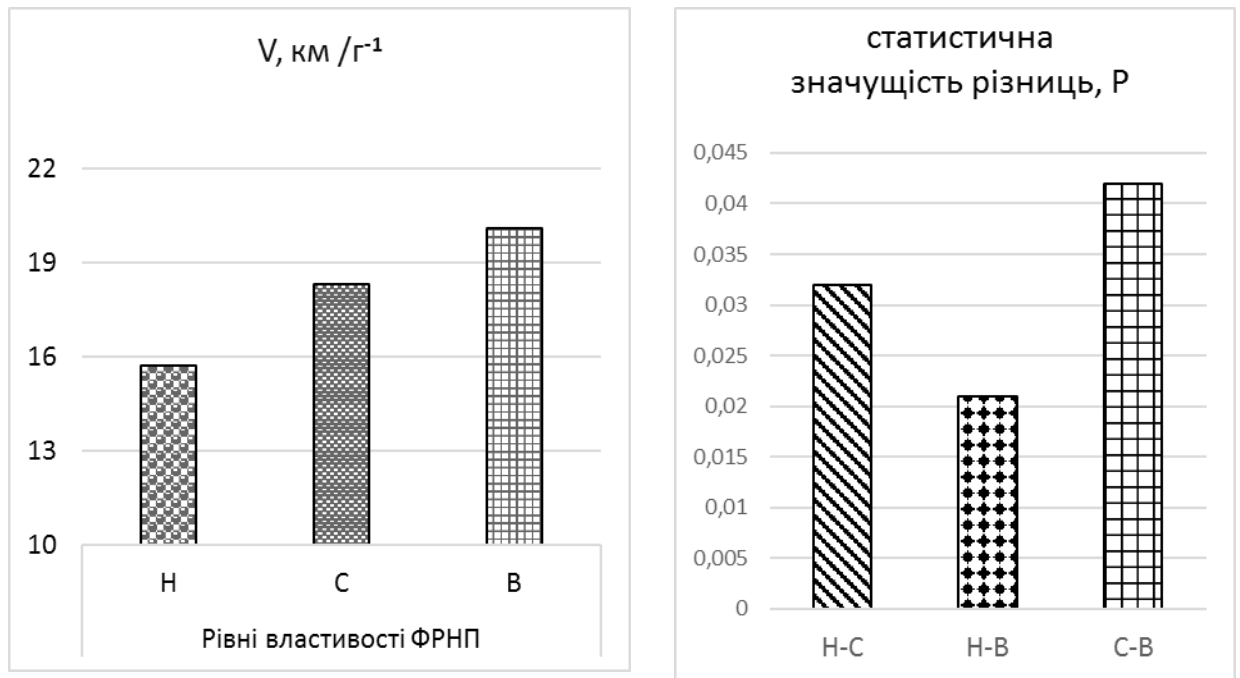 V, км /г⁻¹
22
19
16
13
10
Н С В
Рівні властивості ФРНП
статистична
значущість різниць, Р
0,045
0,04
0,035
0,03
0,025
0,02
0,015
0,01
0,005
0
Н-С Н-В С-В